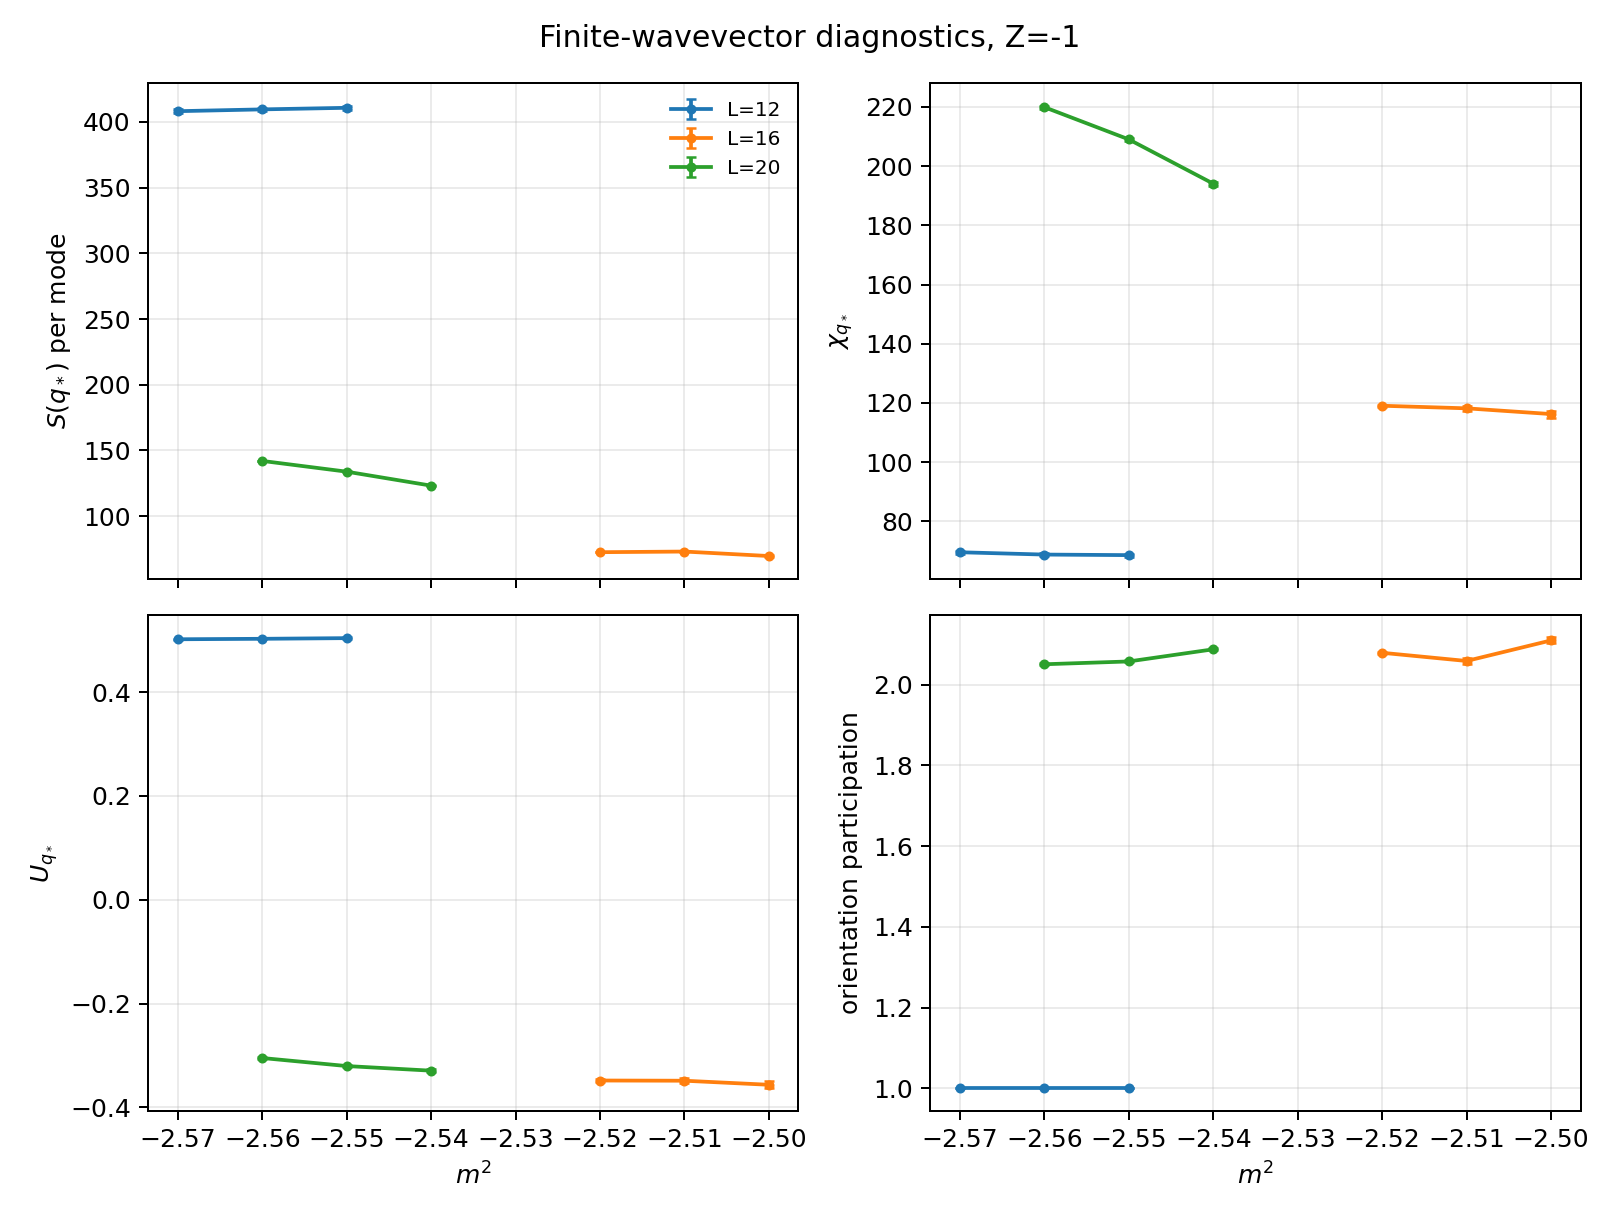 Finite-wavevector diagnostics, Z=-1
S(q*) per mode
400
350
300
250
200
150
100
L=12
L=16
L=20
χq*
220
200
180
160
140
120
100
80
Uq*
0.4
0.2
0.0
−0.2
−0.4
−2.57 −2.56 −2.55 −2.54 −2.53 −2.52 −2.51 −2.50
m²
orientation participation
2.0
1.8
1.6
1.4
1.2
1.0
−2.57 −2.56 −2.55 −2.54 −2.53 −2.52 −2.51 −2.50
m²